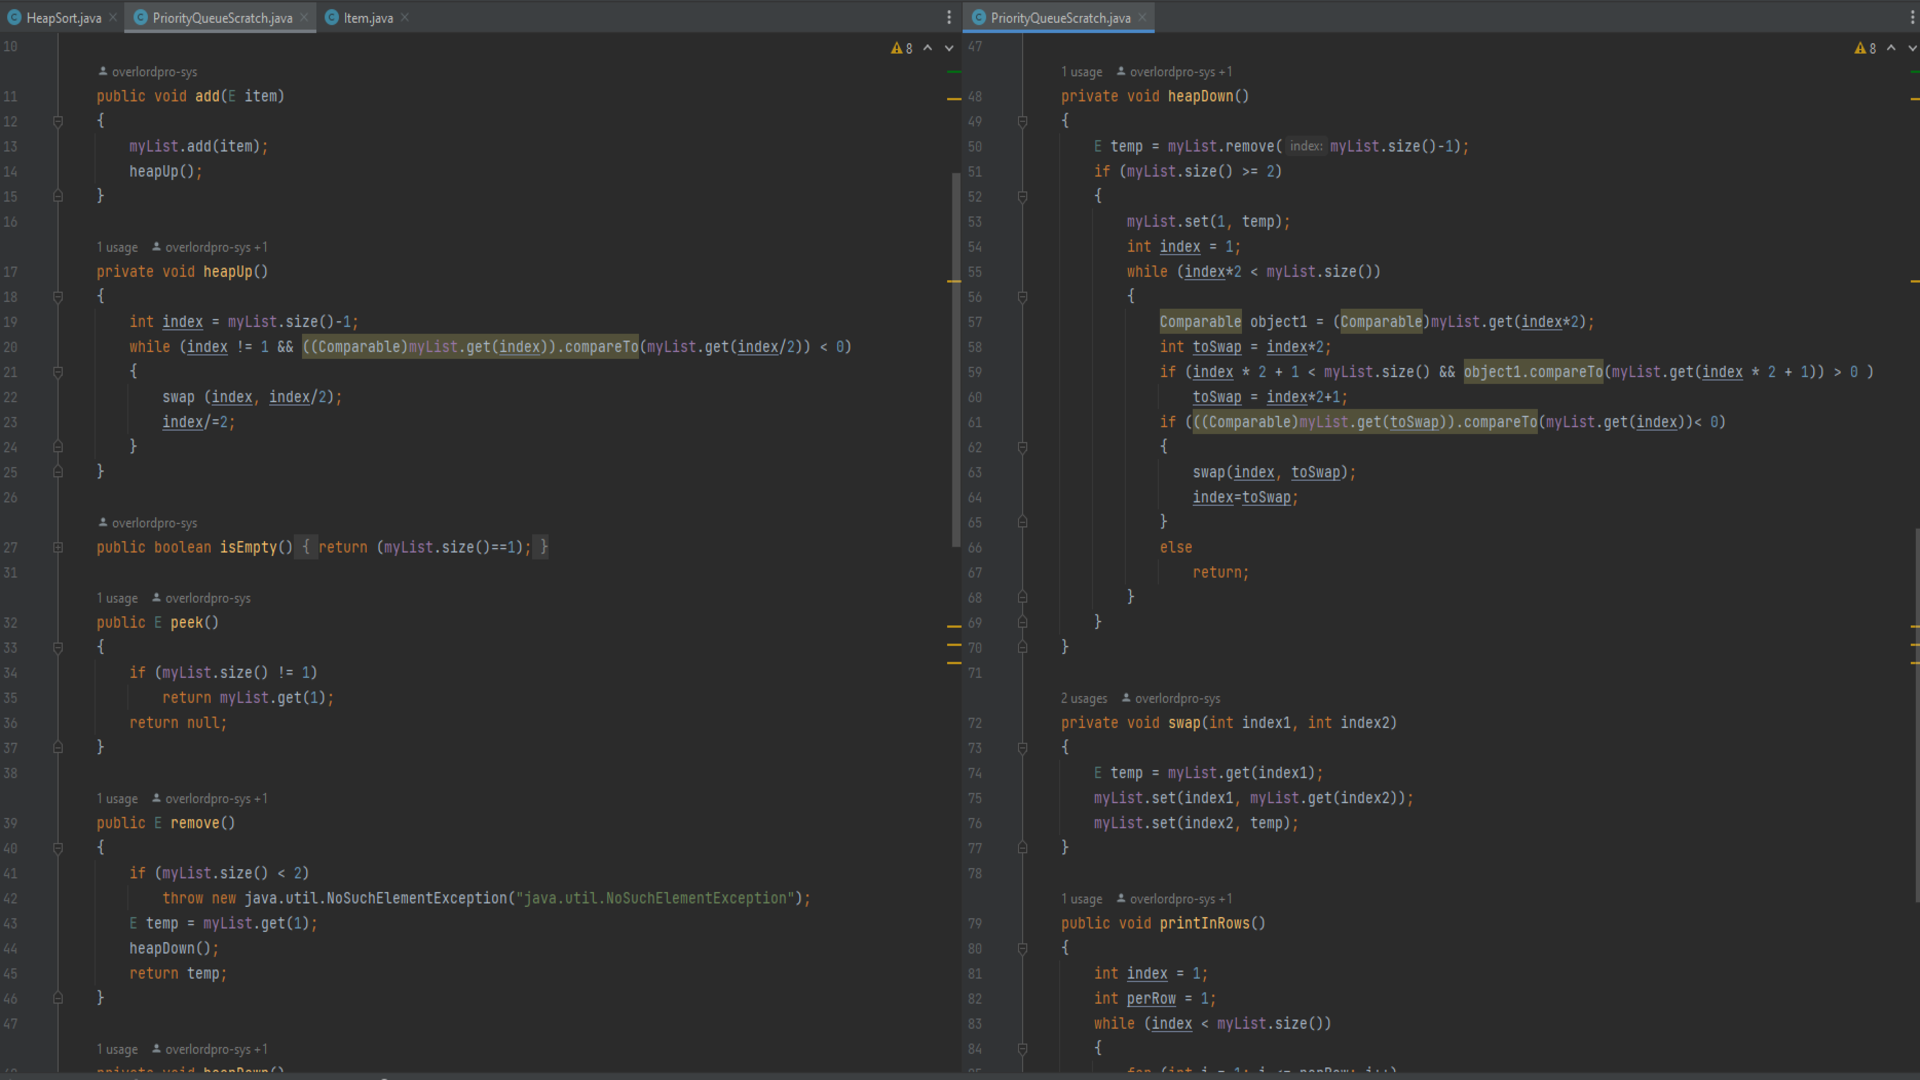 HeapSort.java
PriorityQueueScratch.java
Item.java
8
10
overlordpro-sys
11 public void add(E item)
12 {
13 myList.add(item);
14 heapUp();
15 }
16
1 usage overlordpro-sys +1
17 private void heapUp()
18 {
19 int index = myList.size()-1;
20 while (index != 1 && ((Comparable)myList.get(index)).compareTo(myList.get(index/2)) < 0)
21 {
22 swap (index, index/2);
23 index/=2;
24 }
25 }
26
overlordpro-sys
27 public boolean isEmpty() { return (myList.size()==1); }
31
1 usage overlordpro-sys
32 public E peek()
33 {
34 if (myList.size() != 1)
35 return myList.get(1);
36 return null;
37 }
38
1 usage overlordpro-sys +1
39 public E remove()
40 {
41 if (myList.size() < 2)
42 throw new java.util.NoSuchElementException("java.util.NoSuchElementException");
43 E temp = myList.get(1);
44 heapDown();
45 return temp;
46 }
47
1 usage overlordpro-sys +1
48 private void heapDown()
PriorityQueueScratch.java
8
47
1 usage overlordpro-sys +1
48 private void heapDown()
49 {
50 E temp = myList.remove( index: myList.size()-1);
51 if (myList.size() >= 2)
52 {
53 myList.set(1, temp);
54 int index = 1;
55 while (index*2 < myList.size())
56 {
57 Comparable object1 = (Comparable)myList.get(index*2);
58 int toSwap = index*2;
59 if (index * 2 + 1 < myList.size() && object1.compareTo(myList.get(index * 2 + 1)) > 0 )
60 toSwap = index*2+1;
61 if (((Comparable)myList.get(toSwap)).compareTo(myList.get(index))< 0)
62 {
63 swap(index, toSwap);
64 index=toSwap;
65 }
66 else
67 return;
68 }
69 }
70 }
71
2 usages overlordpro-sys
72 private void swap(int index1, int index2)
73 {
74 E temp = myList.get(index1);
75 myList.set(index1, myList.get(index2));
76 myList.set(index2, temp);
77 }
78
1 usage overlordpro-sys +1
79 public void printInRows()
80 {
81 int index = 1;
82 int perRow = 1;
83 while (index < myList.size())
84 {
85 for (int i = 1; i <= perRow; i++)